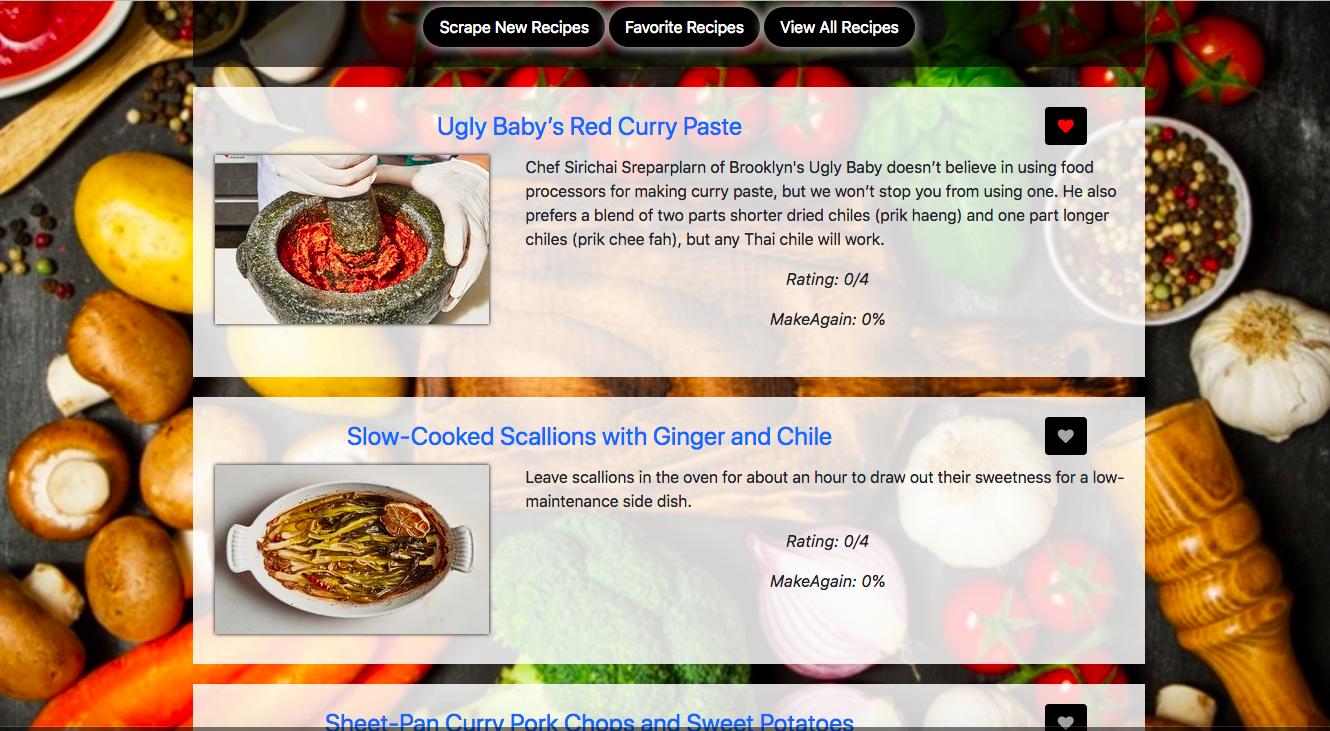 Scrape New Recipes
Favorite Recipes
View All Recipes
Ugly Baby’s Red Curry Paste
Chef Sirichai Sreparplarn of Brooklyn's Ugly Baby doesn’t believe in using food
processors for making curry paste, but we won’t stop you from using one. He also
prefers a blend of two parts shorter dried chiles (prik haeng) and one part longer
chiles (prik chee fah), but any Thai chile will work.
Rating: 0/4
MakeAgain: 0%
Slow-Cooked Scallions with Ginger and Chile
Leave scallions in the oven for about an hour to draw out their sweetness for a low-
maintenance side dish.
Rating: 0/4
MakeAgain: 0%
Sheet-Pan Curry Pork Chops and Sweet Potatoes